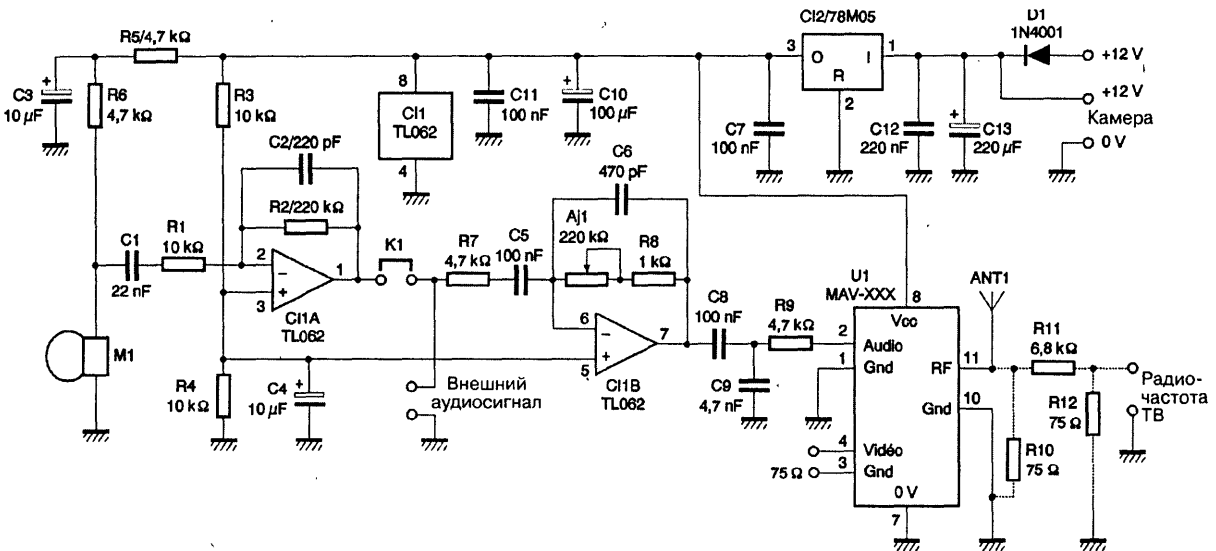 R5/4,7 kΩ
C3
10 µF
+
R6
4,7 kΩ
R3
10 kΩ
8
CI1
TL062
4
C11
100 nF
+
C10
100 µF
C7
100 nF
CI2/78M05
3
O
I
1
R
2
C12
220 nF
+
C13
220 µF
D1
1N4001
+12 V
+12 V
Камера
0 V
C2/220 pF
R2/220 kΩ
C1
22 nF
R1
10 kΩ
2
−
+
3
1
CI1A
TL062
K1
R7
4,7 kΩ
C5
100 nF
C6
470 pF
Aj1
220 kΩ
R8
1 kΩ
6
−
+
5
7
CI1B
TL062
M1
R4
10 kΩ
+
C4
10 µF
Внешний
аудиосигнал
C8
100 nF
C9
4,7 nF
R9
4,7 kΩ
U1
MAV-XXX
8
Vcc
2
Audio
1
Gnd
RF
11
Gnd
10
4
Vidéo
75 Ω
3
Gnd
0 V
7
ANT1
R11
6,8 kΩ
R12
75 Ω
R10
75 Ω
Радио-
частота
ТВ